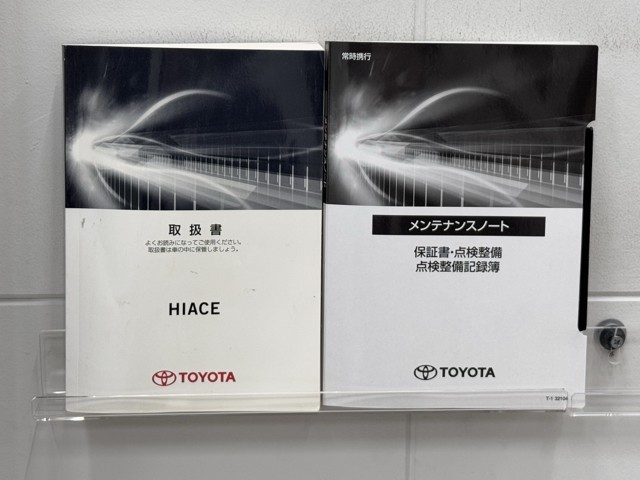 取扱書
よくお読みになってご使用ください。
取扱書は車の中に保管しましょう。
HIACE
TOYOTA
常時携行
メンテナンスノート
保証書・点検整備
点検整備記録簿
TOYOTA